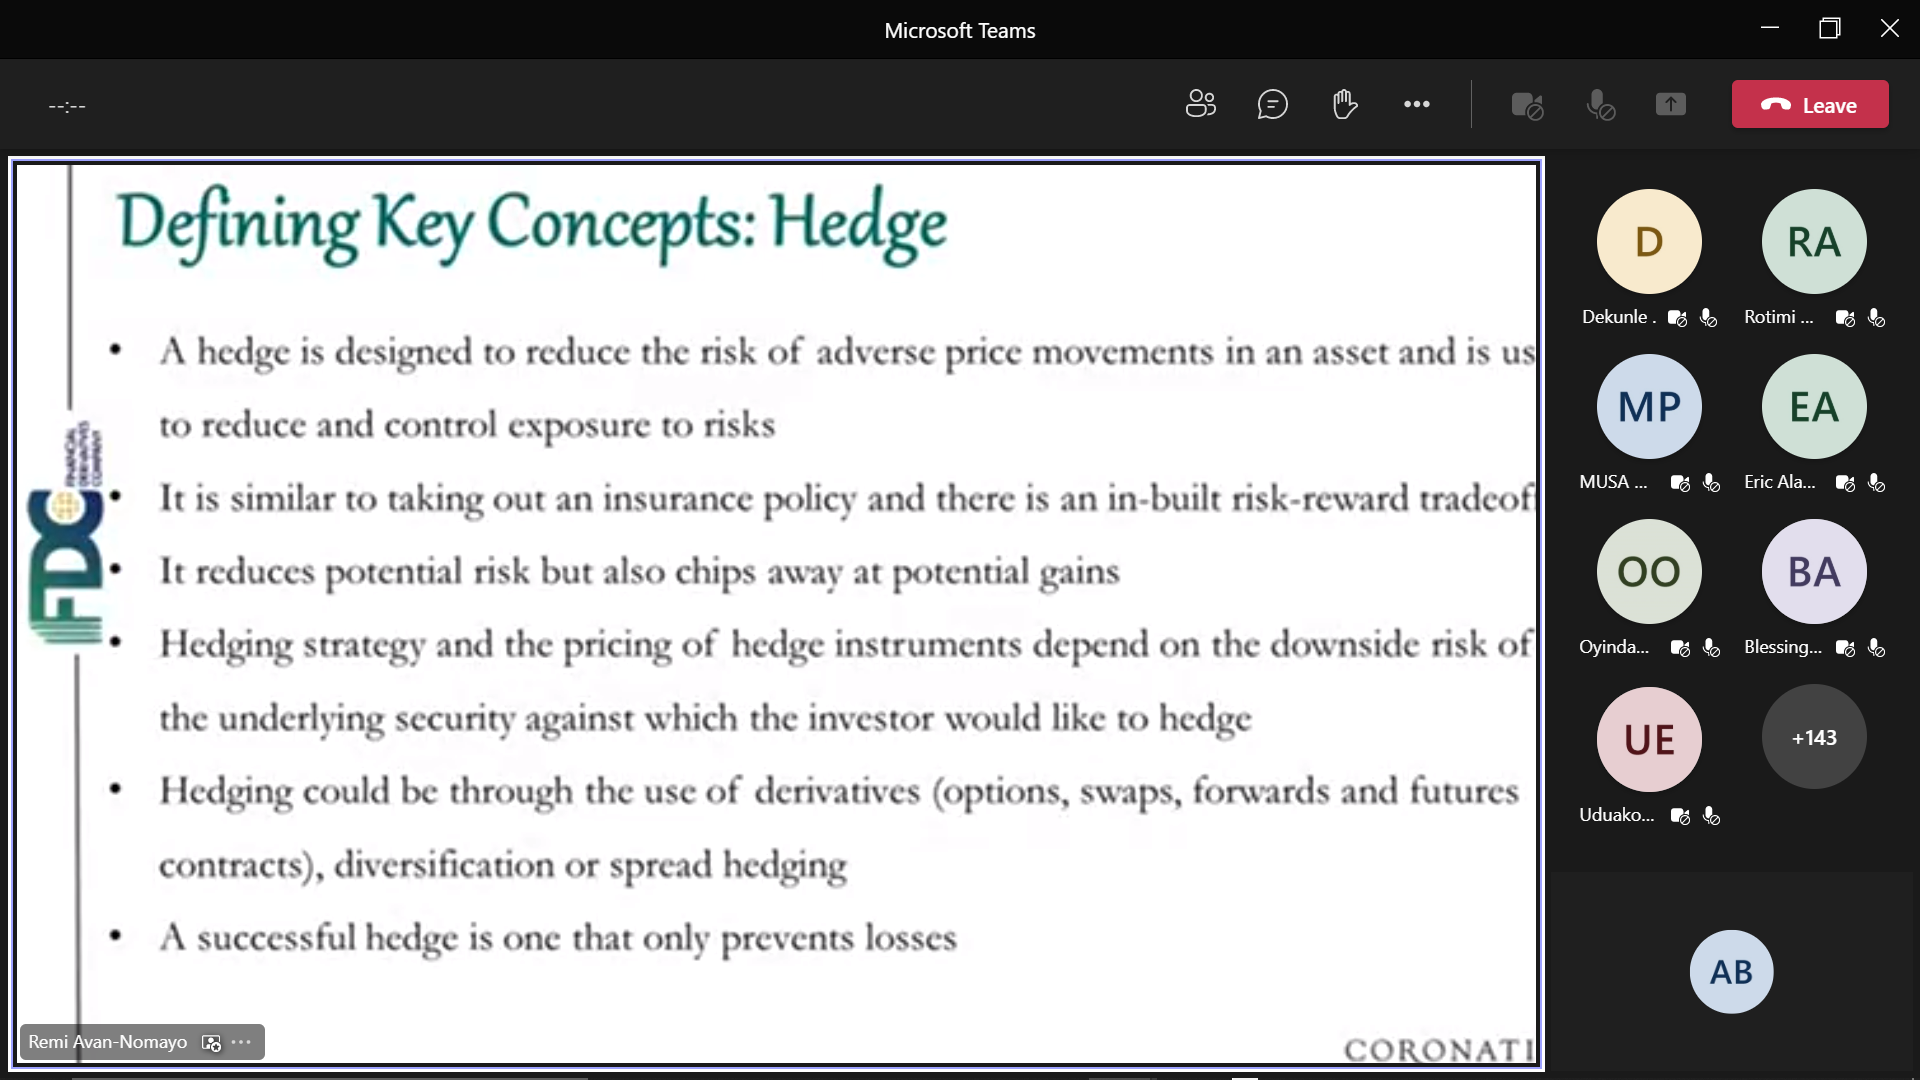 Microsoft Teams
--:--
Leave
Defining Key Concepts: Hedge
• A hedge is designed to reduce the risk of adverse price movements in an asset and is us
to reduce and control exposure to risks
• It is similar to taking out an insurance policy and there is an in-built risk-reward tradeof
• It reduces potential risk but also chips away at potential gains
• Hedging strategy and the pricing of hedge instruments depend on the downside risk of
the underlying security against which the investor would like to hedge
• Hedging could be through the use of derivatives (options, swaps, forwards and futures
contracts), diversification or spread hedging
• A successful hedge is one that only prevents losses
FDC
FINANCIAL
DERIVATIVES
COMPANY
CORONATI
Remi Avan-Nomayo
D
Dekunle .
RA
Rotimi ...
MP
MUSA ...
EA
Eric Ala...
OO
Oyinda...
BA
Blessing...
UE
Uduako...
+143
AB